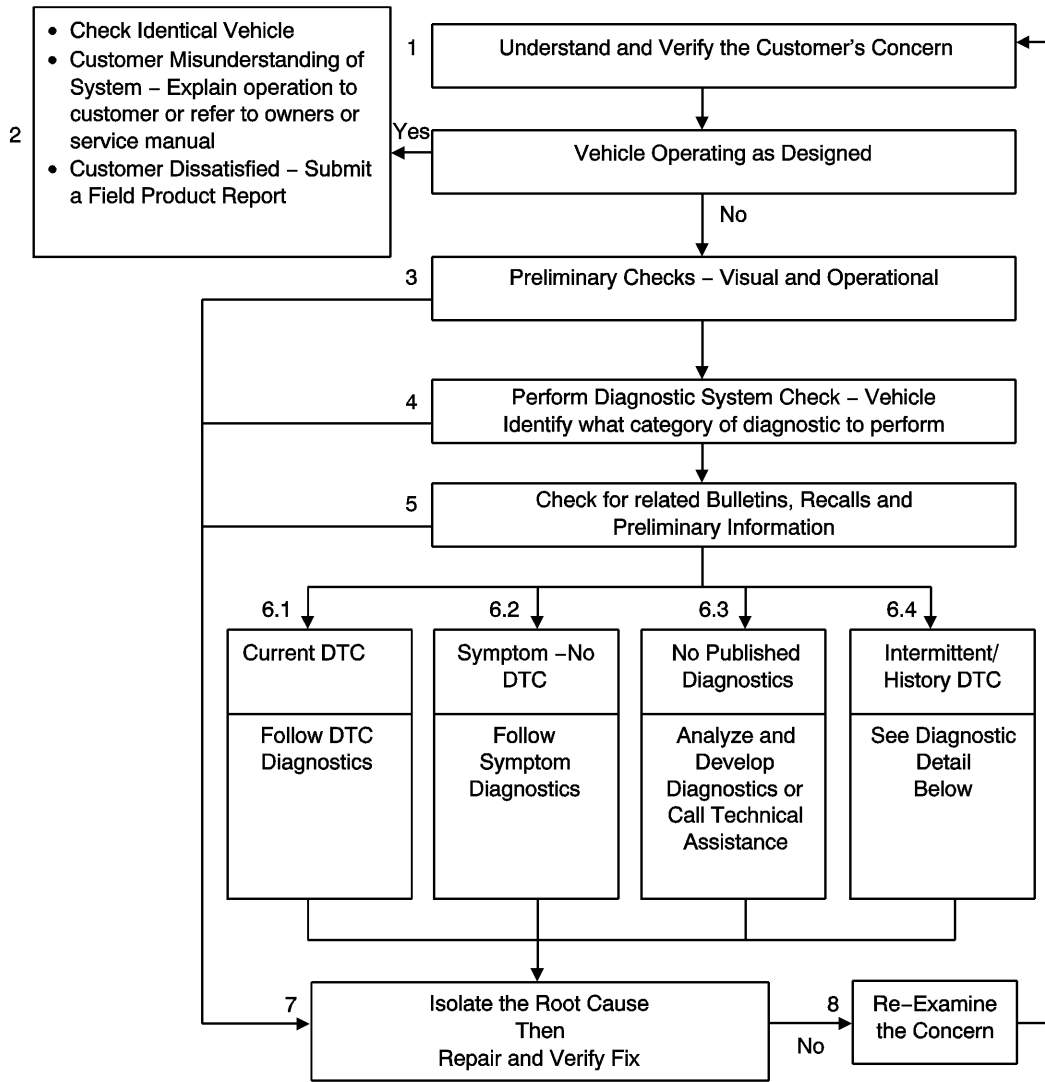 • Check Identical Vehicle
• Customer Misunderstanding of
System – Explain operation to
customer or refer to owners or
service manual
• Customer Dissatisfied – Submit
a Field Product Report
2
1
Understand and Verify the Customer's Concern
Yes
Vehicle Operating as Designed
No
3
Preliminary Checks – Visual and Operational
4
Perform Diagnostic System Check – Vehicle
Identify what category of diagnostic to perform
5
Check for related Bulletins, Recalls and
Preliminary Information
6.1
Current DTC
Follow DTC
Diagnostics
6.2
Symptom –No
DTC
Follow
Symptom
Diagnostics
6.3
No Published
Diagnostics
Analyze and
Develop
Diagnostics or
Call Technical
Assistance
6.4
Intermittent/
History DTC
See Diagnostic
Detail
Below
7
Isolate the Root Cause
Then
Repair and Verify Fix
No
8
Re–Examine
the Concern